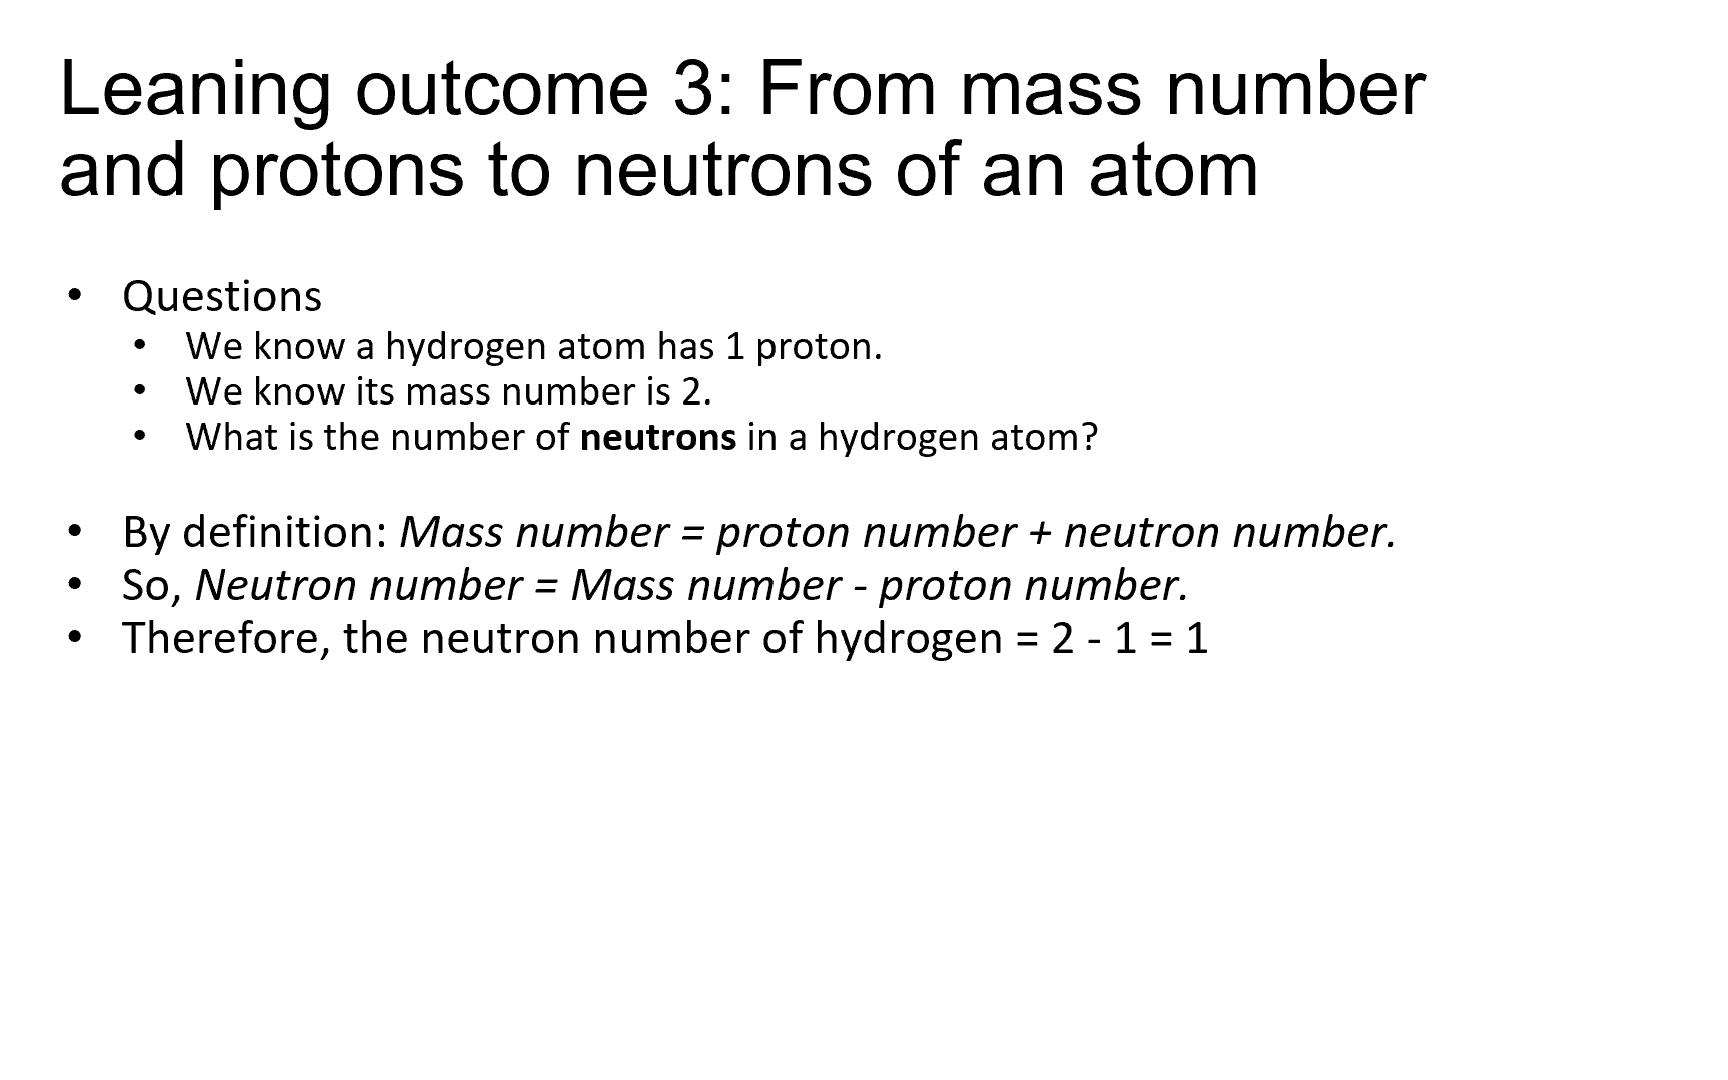 Leaning outcome 3: From mass number
and protons to neutrons of an atom
• Questions
• We know a hydrogen atom has 1 proton.
• We know its mass number is 2.
• What is the number of neutrons in a hydrogen atom?
• By definition: Mass number = proton number + neutron number.
• So, Neutron number = Mass number - proton number.
• Therefore, the neutron number of hydrogen = 2 - 1 = 1